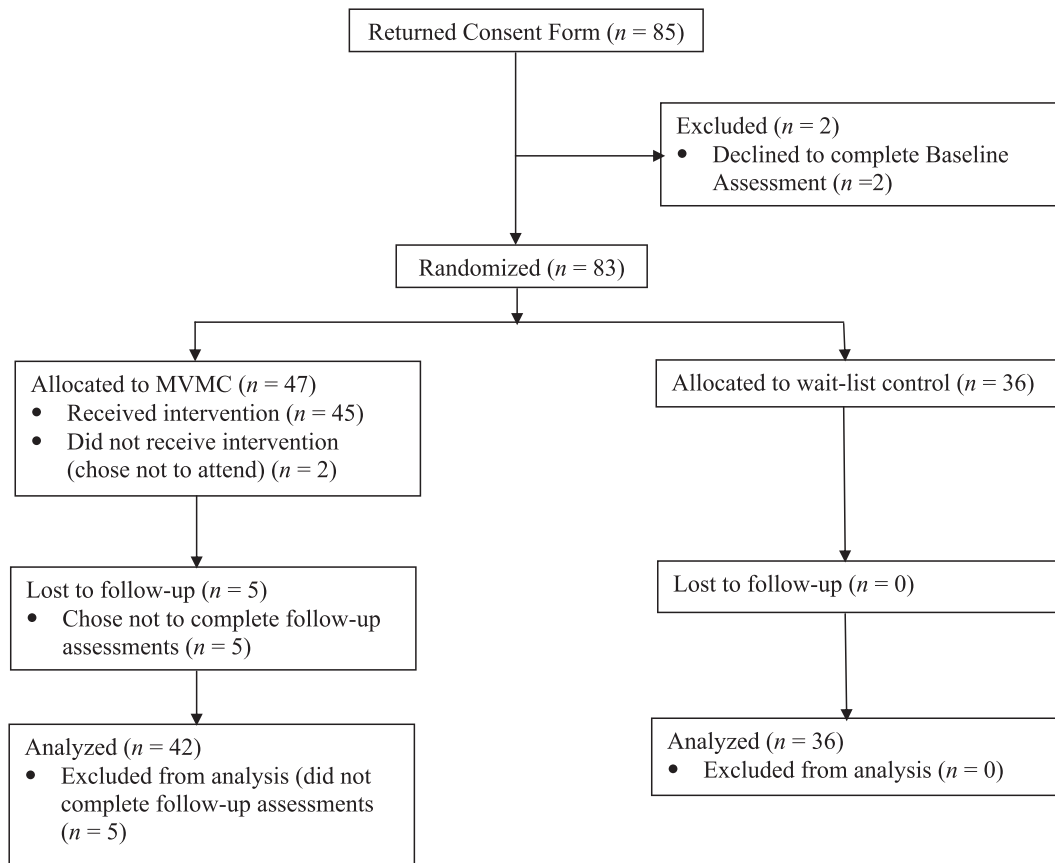 Returned Consent Form (n = 85)
Excluded (n = 2)
• Declined to complete Baseline
Assessment (n =2)
Randomized (n = 83)
Allocated to MVMC (n = 47)
• Received intervention (n = 45)
• Did not receive intervention
(chose not to attend) (n = 2)
Allocated to wait-list control (n = 36)
Lost to follow-up (n = 5)
• Chose not to complete follow-up
assessments (n = 5)
Lost to follow-up (n = 0)
Analyzed (n = 42)
• Excluded from analysis (did not
complete follow-up assessments
(n = 5)
Analyzed (n = 36)
• Excluded from analysis (n = 0)